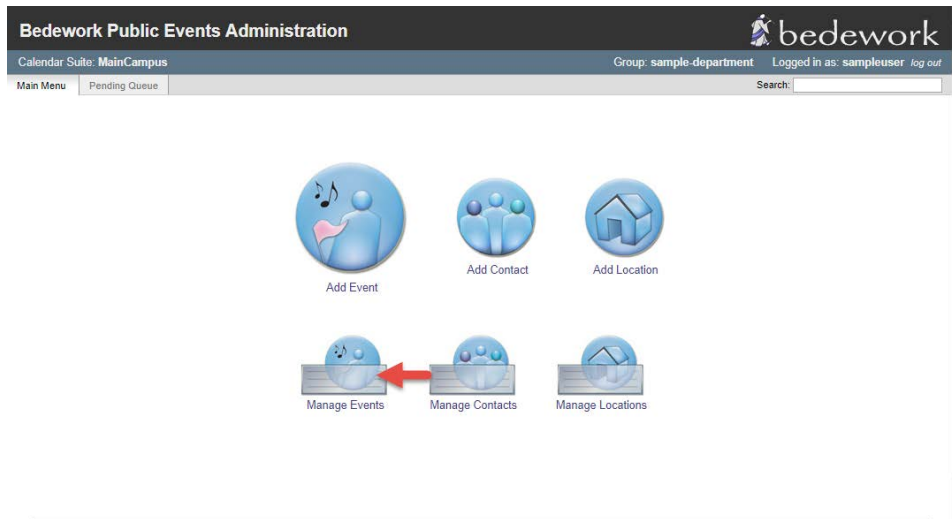 Bedework Public Events Administration
bedework
Calendar Suite: MainCampus
Group: sample-department Logged in as: sampleuser log out
Main Menu Pending Queue
Search:
Add Event
Add Contact
Add Location
Manage Events
Manage Contacts
Manage Locations